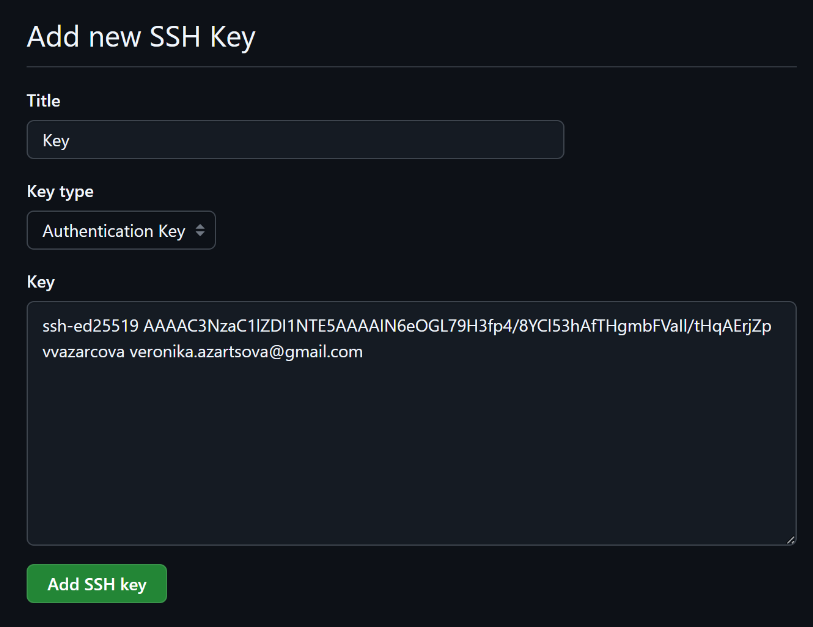 Add new SSH Key
Title
Key
Key type
Authentication Key
Key
ssh-ed25519 AAAAC3NzaC1lZDI1NTE5AAAAIN6eOGL79H3fp4/8YCl53hAfTHgmbFVaIl/tHqAErjZp
vvazarcova veronika.azartsova@gmail.com
Add SSH key